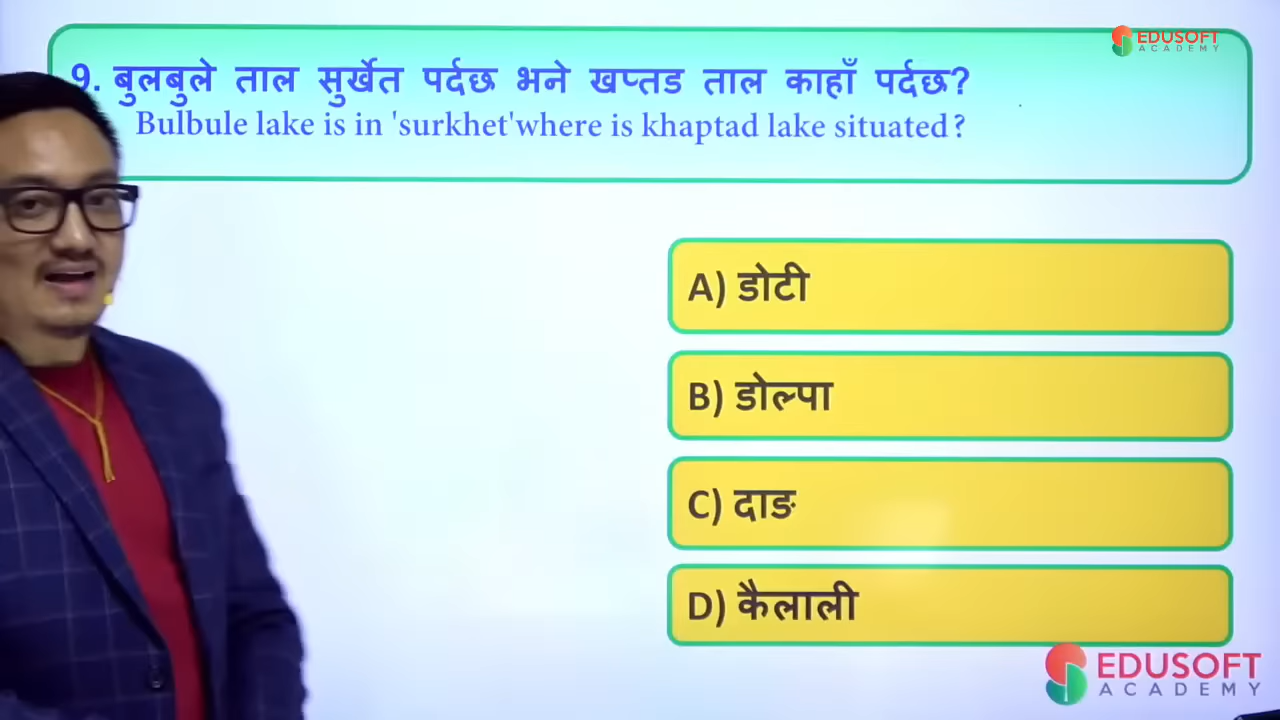 EDUSOFT
ACADEMY
9. बुलबुले ताल सुर्खेत पर्दछ भने खप्तड ताल काहाँ पर्दछ?
Bulbule lake is in 'surkhet'where is khaptad lake situated?
A) डोटी
B) डोल्पा
C) दाङ
D) कैलाली
EDUSOFT
ACADEMY